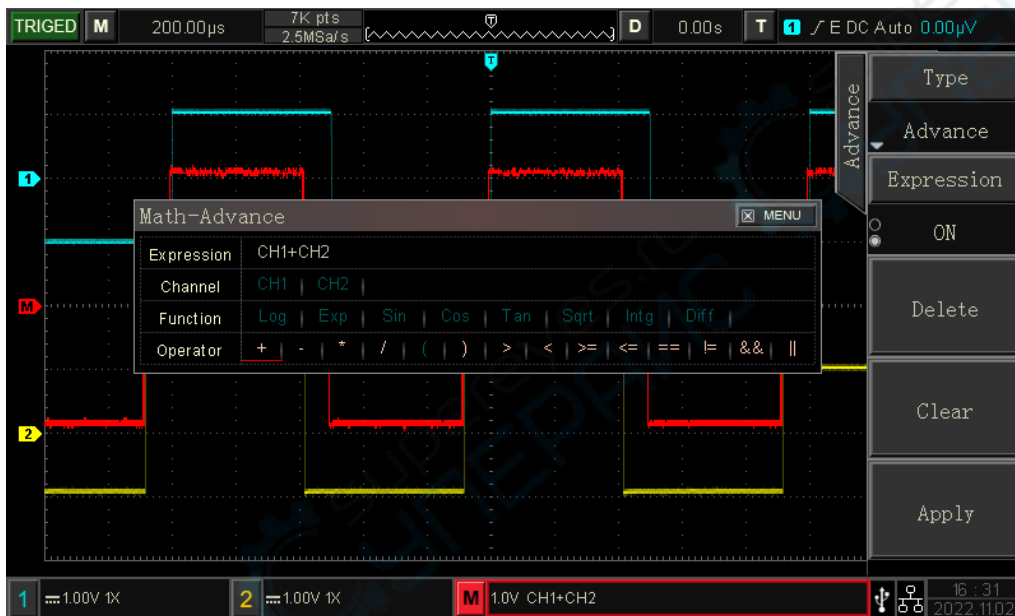 TRIGED M 200.00µs 7K pts 2.5MSa/s T D 0.00s T 1 E DC Auto 0.00µV
T
Type
Advance
Advance
Expression
ON
1
Math-Advance MENU
Expression CH1+CH2
Channel CH1 CH2
Function Log Exp Sin Cos Tan Sqrt Intg Diff
Operator + - * / ( ) > < >= <= == != && ||
M
2
Delete
Clear
Apply
1 1.00V 1X 2 1.00V 1X M 1.0V CH1+CH2 16:31
2022.11.02
supereyes.ru
СУПЕРАЙС